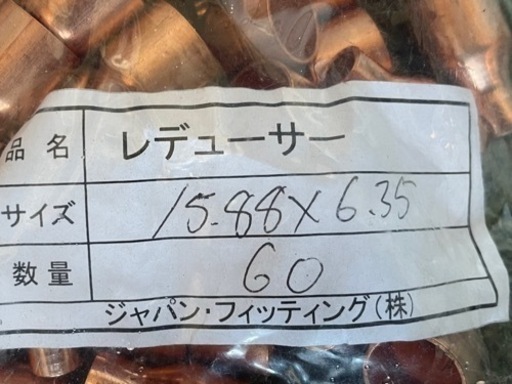 品名 レデューサー
サイズ 15.88×6.35
数量 60
ジャパン・フィッティング(株)